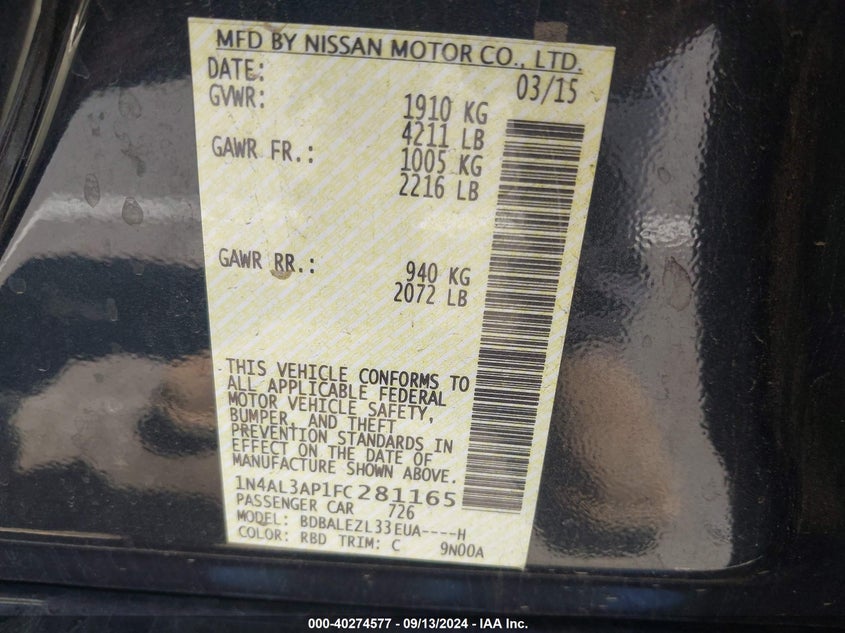 MFD BY NISSAN MOTOR CO., LTD.
DATE: 03/15
GVWR: 1910 KG
4211 LB
GAWR FR.: 1005 KG
2216 LB
GAWR RR.: 940 KG
2072 LB
THIS VEHICLE CONFORMS TO
ALL APPLICABLE FEDERAL
MOTOR VEHICLE SAFETY,
BUMPER, AND THEFT
PREVENTION STANDARDS IN
EFFECT ON THE DATE OF
MANUFACTURE SHOWN ABOVE.
1N4AL3AP1FC281165
PASSENGER CAR 726
MODEL: BDBALEZL33EUA----H
COLOR: RBD TRIM: C 9N00A
000-40274577 - 09/13/2024 - IAA Inc.